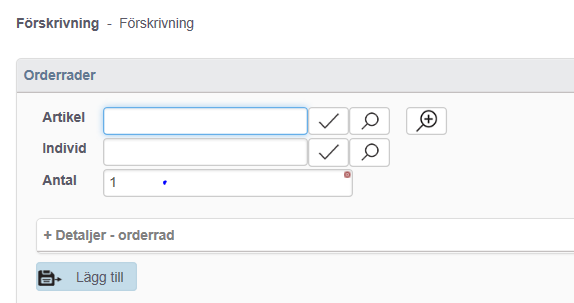 Förskrivning - Förskrivning
Orderrader
Artikel
Individ
Antal 1
+ Detaljer - orderrad
Lägg till